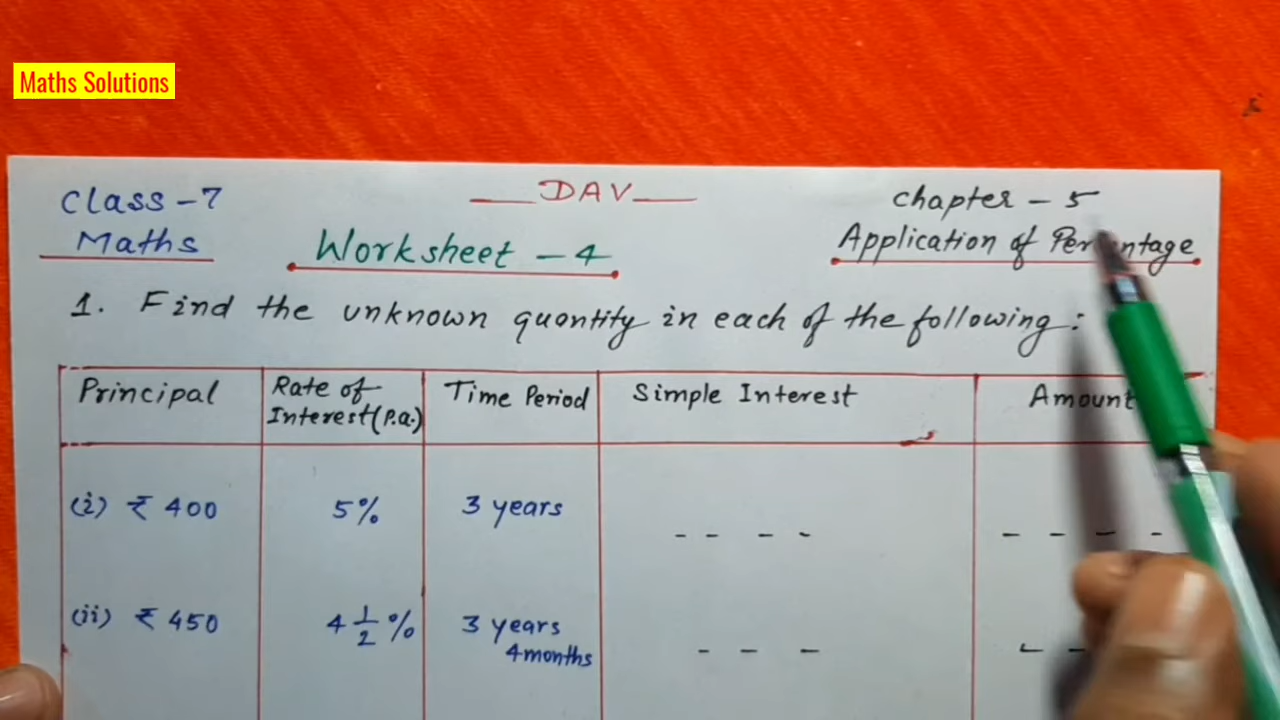 Maths Solutions
Class-7
DAV
Chapter - 5
Maths
Worksheet - 4
Application of Percentage
1. Find the unknown quantity in each of the following:
Principal
Rate of Interest (P.a.)
Time Period
Simple Interest
Amount
(i) ₹ 400
5%
3 years
- - - -
- - - -
(ii) ₹ 450
4 1/2 %
3 years
4 months
- - -
- -